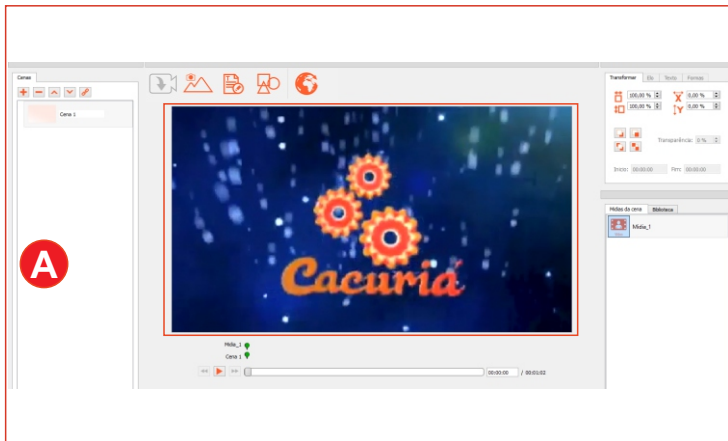 Cenas
Cena 1
A
Cacuriá
Mídia_1
Cena 1
00:00:00 / 00:01:02
Transformar Elo Texto Formas
100,00 % X 0,00 %
100,00 % Y 0,00 %
Transparência: 0 %
Início: 00:00:00 Fim: 00:00:00
Mídias da cena Biblioteca
Mídia_1